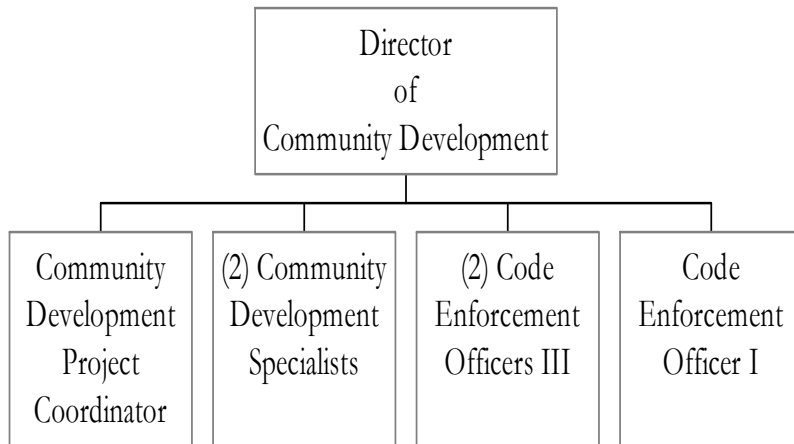 Director
of
Community Development
Community
Development
Project
Coordinator
(2) Community
Development
Specialists
(2) Code
Enforcement
Officers III
Code
Enforcement
Officer I